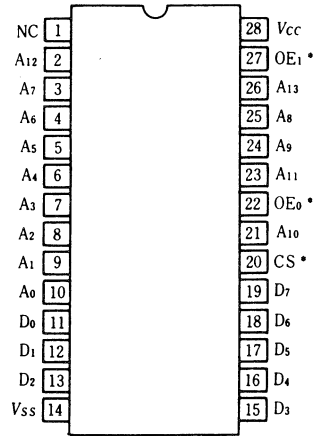 NC 1 28 Vcc
A12 2 27 OE1 *
A7 3 26 A13
A6 4 25 A8
A5 5 24 A9
A4 6 23 A11
A3 7 22 OE0 *
A2 8 21 A10
A1 9 20 CS *
A0 10 19 D7
D0 11 18 D6
D1 12 17 D5
D2 13 16 D4
Vss 14 15 D3